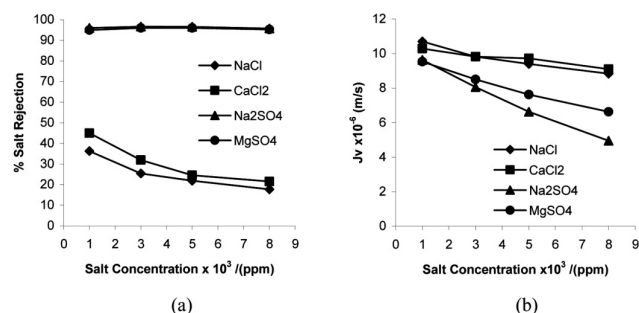 100
90
80
70
60
50
40
30
20
10
0
% Salt Rejection
NaCl
CaCl2
Na2SO4
MgSO4
0 1 2 3 4 5 6 7 8 9
Salt Concentration x 10³ /(ppm)
(a)
12
10
8
6
4
2
0
Jv x10⁻⁶ (m/s)
NaCl
CaCl2
Na2SO4
MgSO4
0 1 2 3 4 5 6 7 8 9
Salt Concentration x10³ /(ppm)
(b)